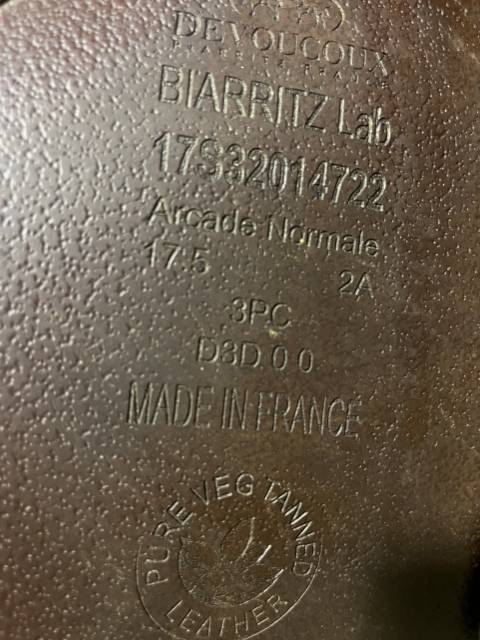 DEVOUCOUX
BIARRITZ Lab
17S32014722
Arcade Normale
17.5 2A
3PC
D3D 0 0
MADE IN FRANCE
PURE VEG TANNED
LEATHER